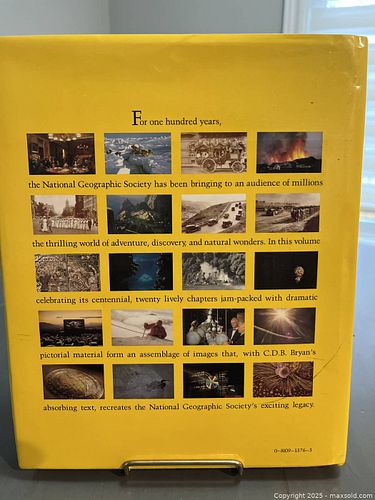 For one hundred years,
the National Geographic Society has been bringing to an audience of millions
the thrilling world of adventure, discovery, and natural wonders. In this volume
celebrating its centennial, twenty lively chapters jam-packed with dramatic
pictorial material form an assemblage of images that, with C.D.B. Bryan's
absorbing text, recreates the National Geographic Society's exciting legacy.
0-8109-1376-5
Copyright 2025 - maxsold.com